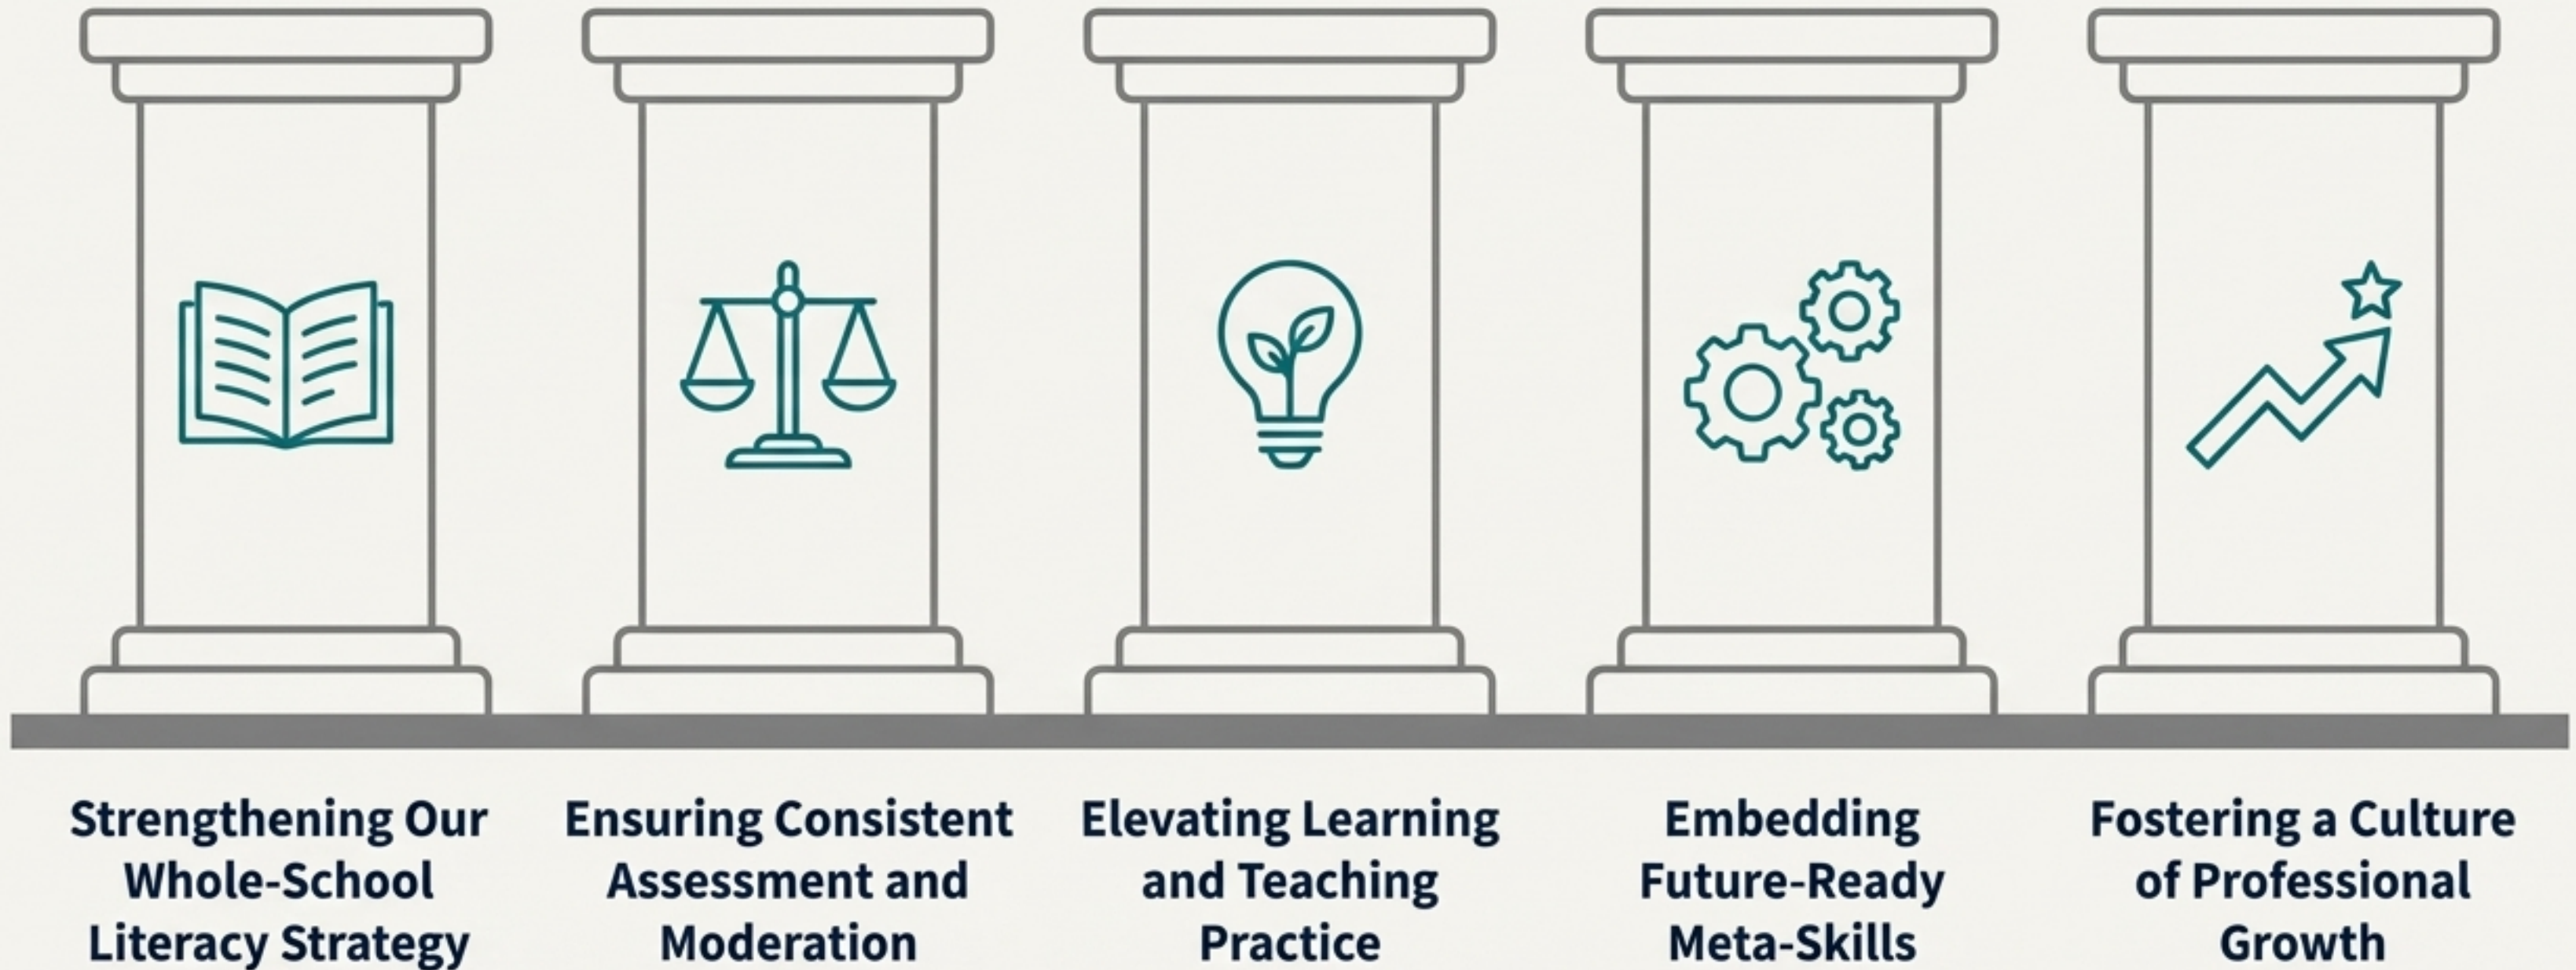 Strengthening Our
Whole-School
Literacy Strategy
Ensuring Consistent
Assessment and
Moderation
Elevating Learning
and Teaching
Practice
Embedding
Future-Ready
Meta-Skills
Fostering a Culture
of Professional
Growth